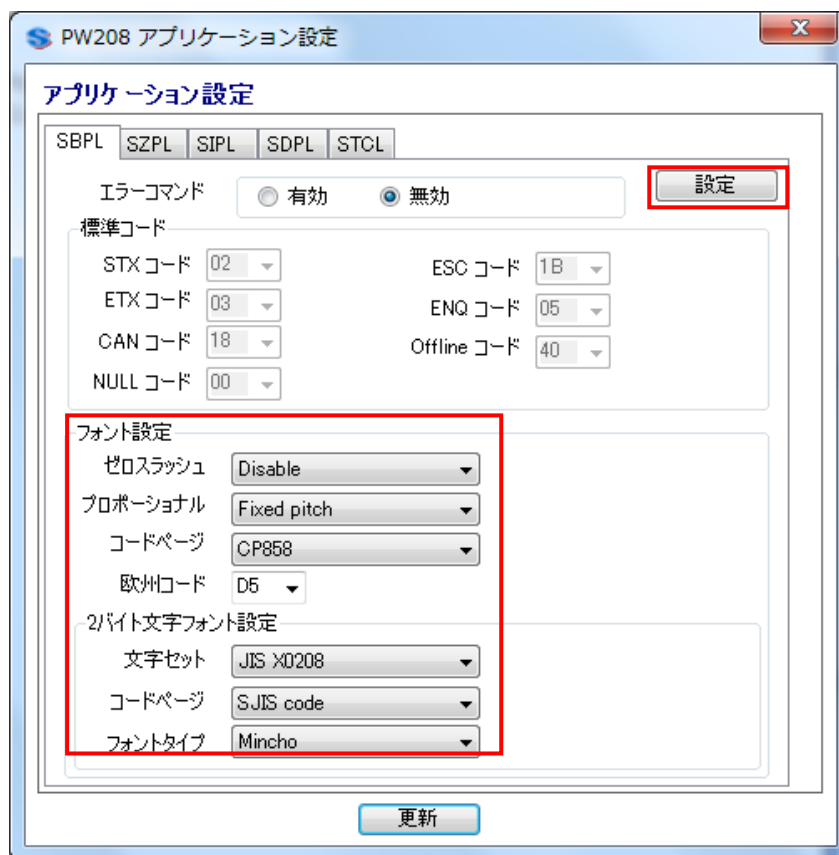 PW208 アプリケーション設定
アプリケーション設定
SBPL SZPL SIPL SDPL STCL
エラーコマンド 有効 無効 設定
標準コード
STX コード 02 ESC コード 1B
ETX コード 03 ENQ コード 05
CAN コード 18 Offline コード 40
NULL コード 00
フォント設定
ゼロスラッシュ Disable
プロポーショナル Fixed pitch
コードページ CP858
欧州コード D5
2バイト文字フォント設定
文字セット JIS X0208
コードページ SJIS code
フォントタイプ Mincho
更新